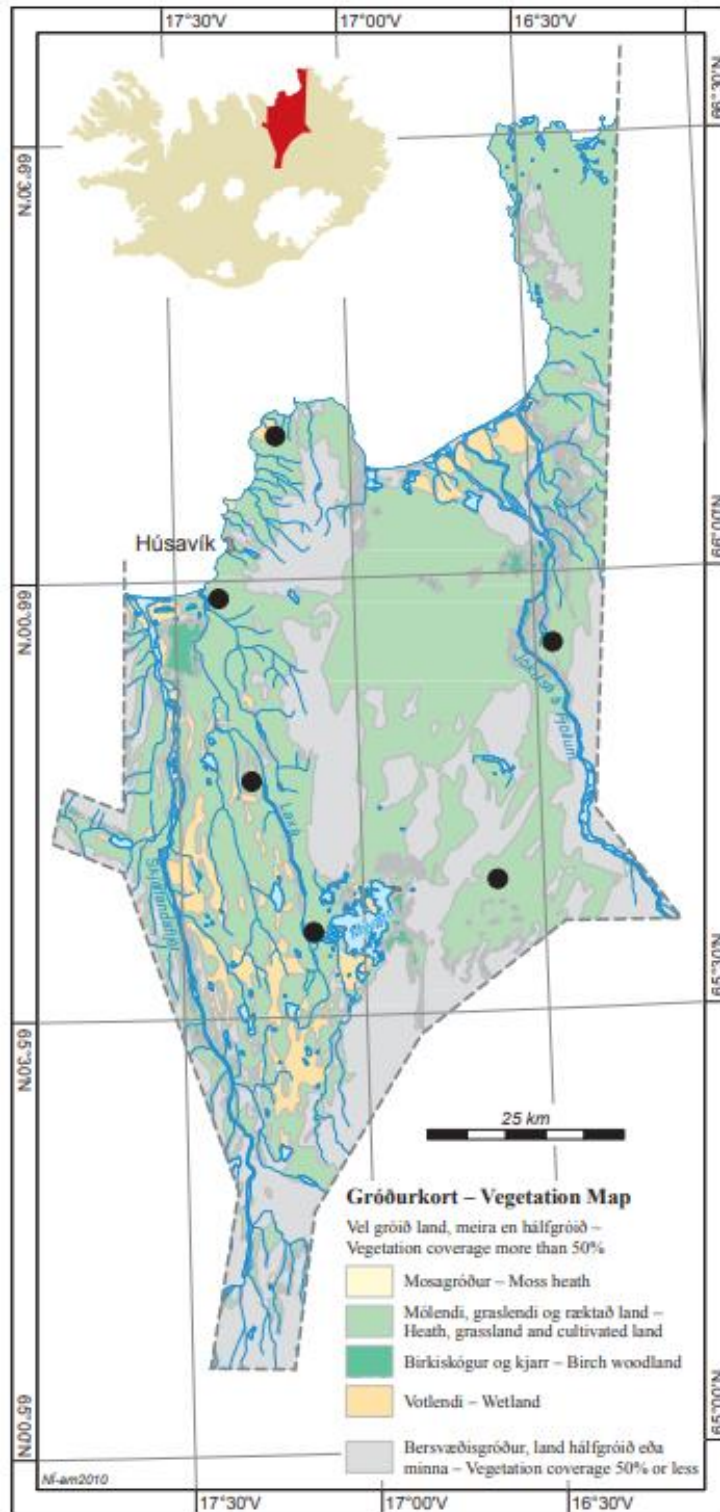 17°30'V
17°00'V
16°30'V
66°30'N
66°30'N
Húsavík
66°00'N
66°00'N
Jökulsá á Fjöllum
Laxá
Skjálfandafljót
Mývatn
65°30'N
65°30'N
25 km
Gróðurkort – Vegetation Map
Vel gróið land, meira en hálfgróið –
Vegetation coverage more than 50%
Mosagróður – Moss heath
Mólendi, graslendi og ræktað land –
Heath, grassland and cultivated land
Birkiskógur og kjarr – Birch woodland
Votlendi – Wetland
Bersvæðisgróður, land hálfgróið eða
minna – Vegetation coverage 50% or less
65°00'N
65°00'N
NÍ-am2010
17°30'V
17°00'V
16°30'V